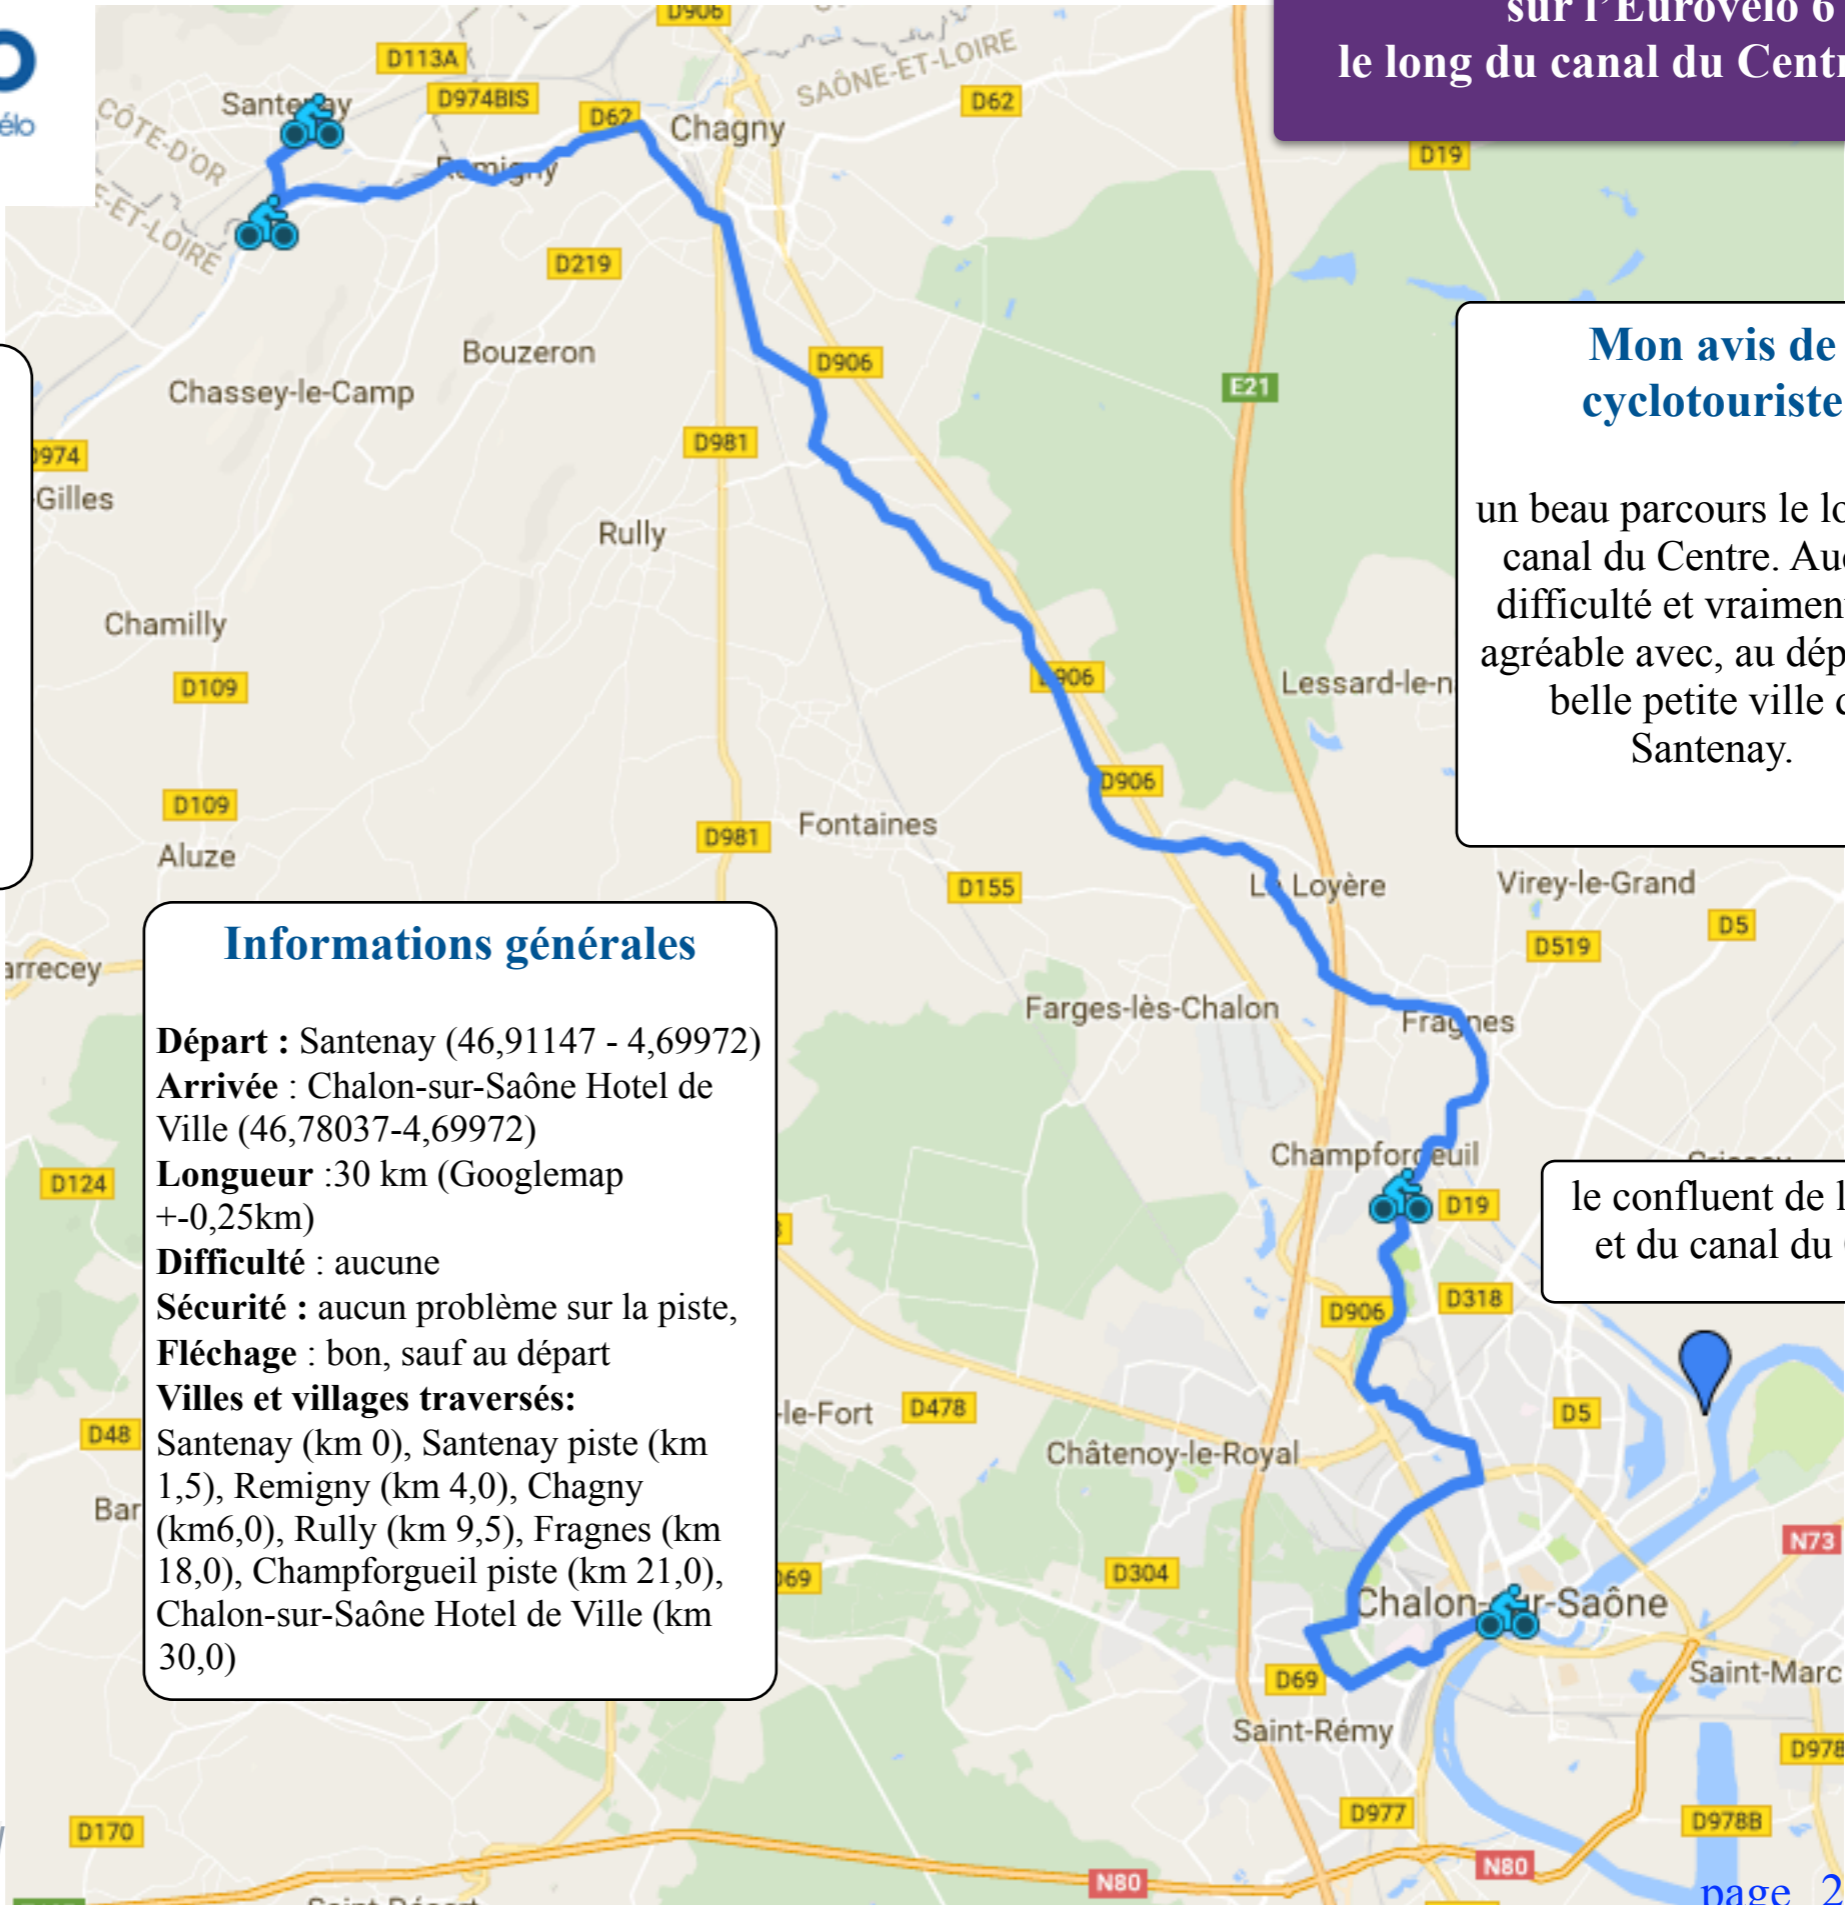 élo
sur l'Eurovélo 6
le long du canal du
D906
D113A
SAÔNE-ET-LOIRE
Santenay
D974BIS
D62
D62
CÔTE-D'OR
Chagny
D19
Remigny
ET-LOIRE
D219
Mon avis de
cyclotouriste
Bouzeron
D906
Chassey-le-Camp
E21
D981
D974
Gilles
un beau parcours le
canal du Centre.
difficulté et
agréable avec, au
belle petite ville
Santenay.
Rully
Chamilly
D906
D109
D906
D109
Fontaines
D981
Aluze
D155
La Loyère
Virey-le-Grand
D5
D519
Informations générales
Départ : Santenay (46,91147 - 4,69972)
Arrivée : Chalon-sur-Saône Hotel de
Ville (46,78037-4,69972)
Longueur :30 km (Googlemap
+-0,25km)
Difficulté : aucune
Sécurité : aucun problème sur la piste,
Fléchage : bon, sauf au départ
Villes et villages traversés:
Santenay (km 0), Santenay piste (km
1,5), Remigny (km 4,0), Chagny
(km6,0), Rully (km 9,5), Fragnes (km
18,0), Champforgueil piste (km 21,0),
Chalon-sur-Saône Hotel de Ville (km
30,0)
Farges-lès-Chalon
Fragnes
Champforgeuil
D124
D19
le confluent de
et du canal du
D318
D906
-le-Fort
D478
D5
D48
Châtenoy-le-Royal
N73
D304
Chalon-sur-Saône
D69
Saint-Marc
Saint-Rémy
D978
D977
D978B
D170
N80
N80
page 2